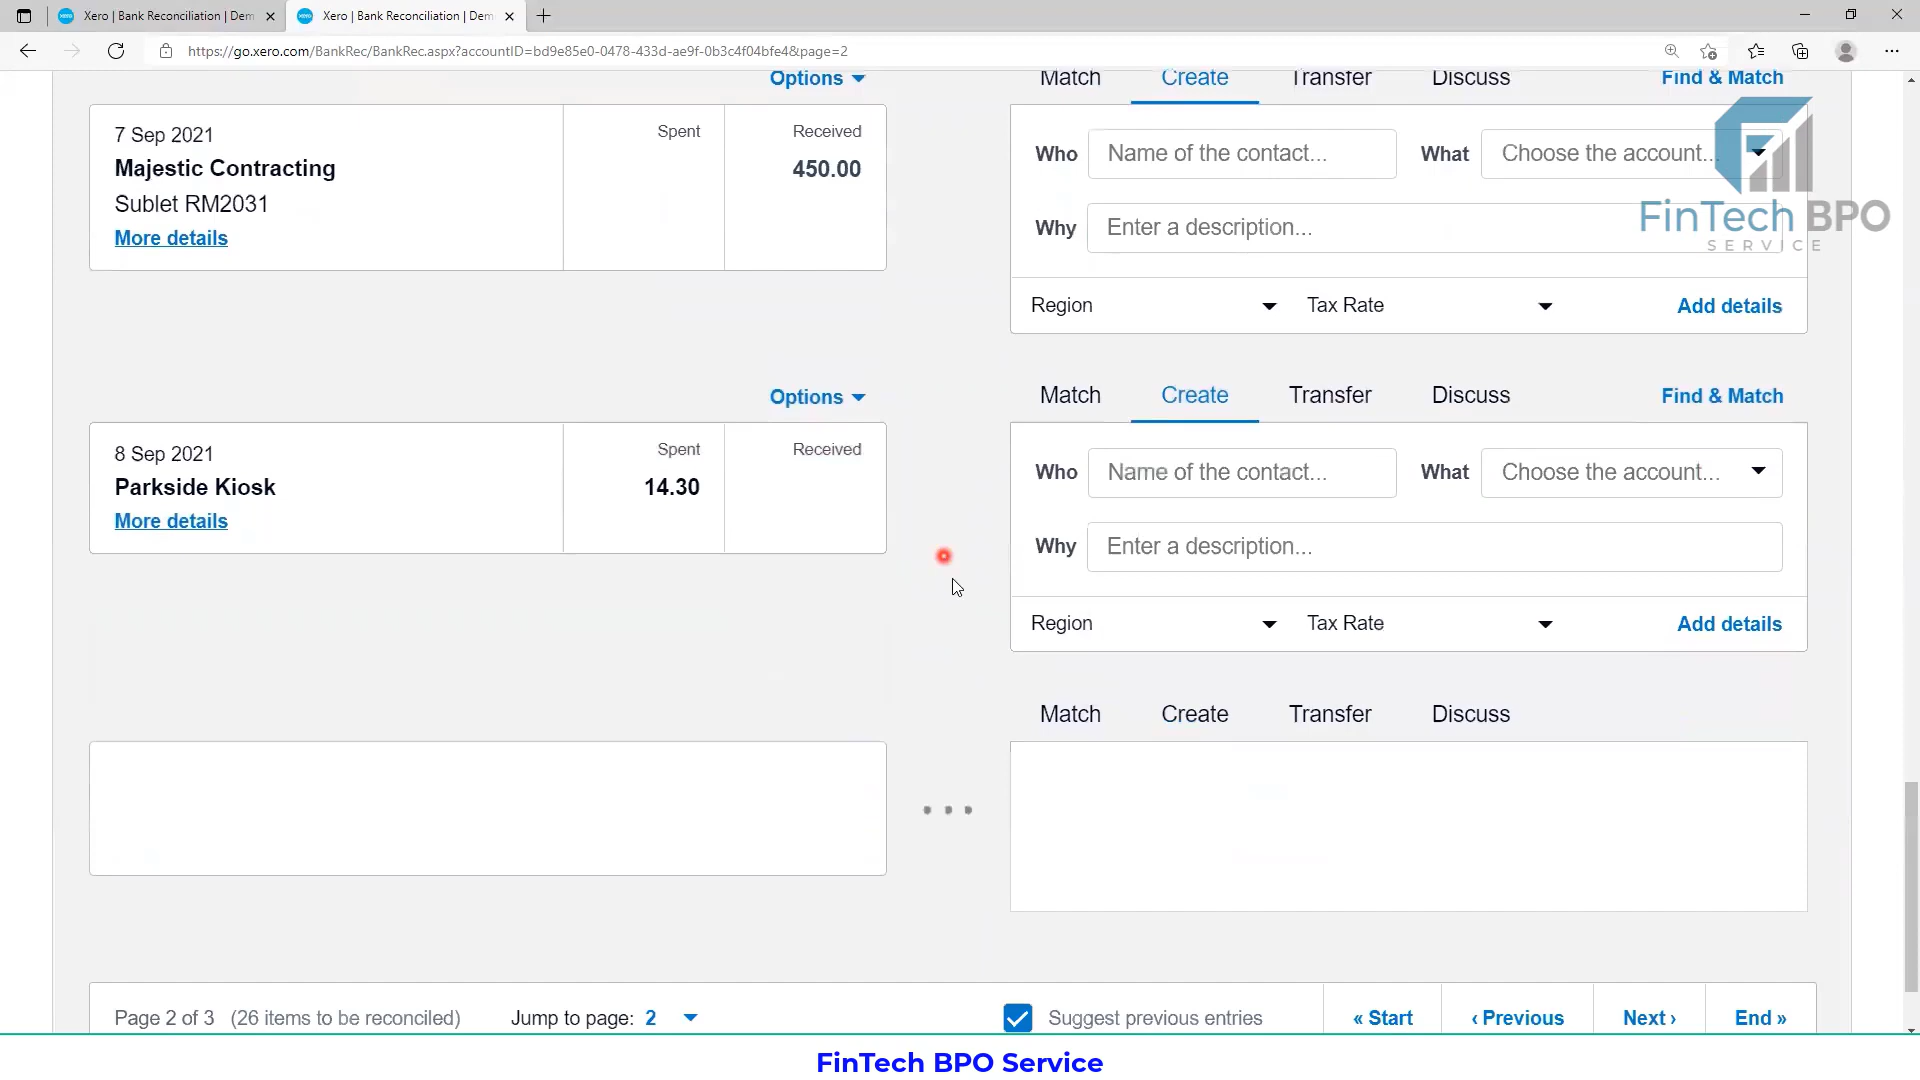 Xero | Bank Reconciliation | Dem
Xero | Bank Reconciliation | Dem
https://go.xero.com/BankRec/BankRec.aspx?accountID=bd9e85e0-0478-433d-ae9f-0b3c4f04bfe4&page=2
Options
Match Create Transfer Discuss Find & Match
7 Sep 2021 Spent Received
Majestic Contracting 450.00
Sublet RM2031
More details
Who Name of the contact... What Choose the account...
Why Enter a description...
FinTech BPO
SERVICE
Region Tax Rate Add details
Options
Match Create Transfer Discuss Find & Match
8 Sep 2021 Spent Received
Parkside Kiosk 14.30
More details
Who Name of the contact... What Choose the account...
Why Enter a description...
Region Tax Rate Add details
Match Create Transfer Discuss
Page 2 of 3 (26 items to be reconciled) Jump to page: 2 Suggest previous entries « Start ‹ Previous Next › End »
FinTech BPO Service